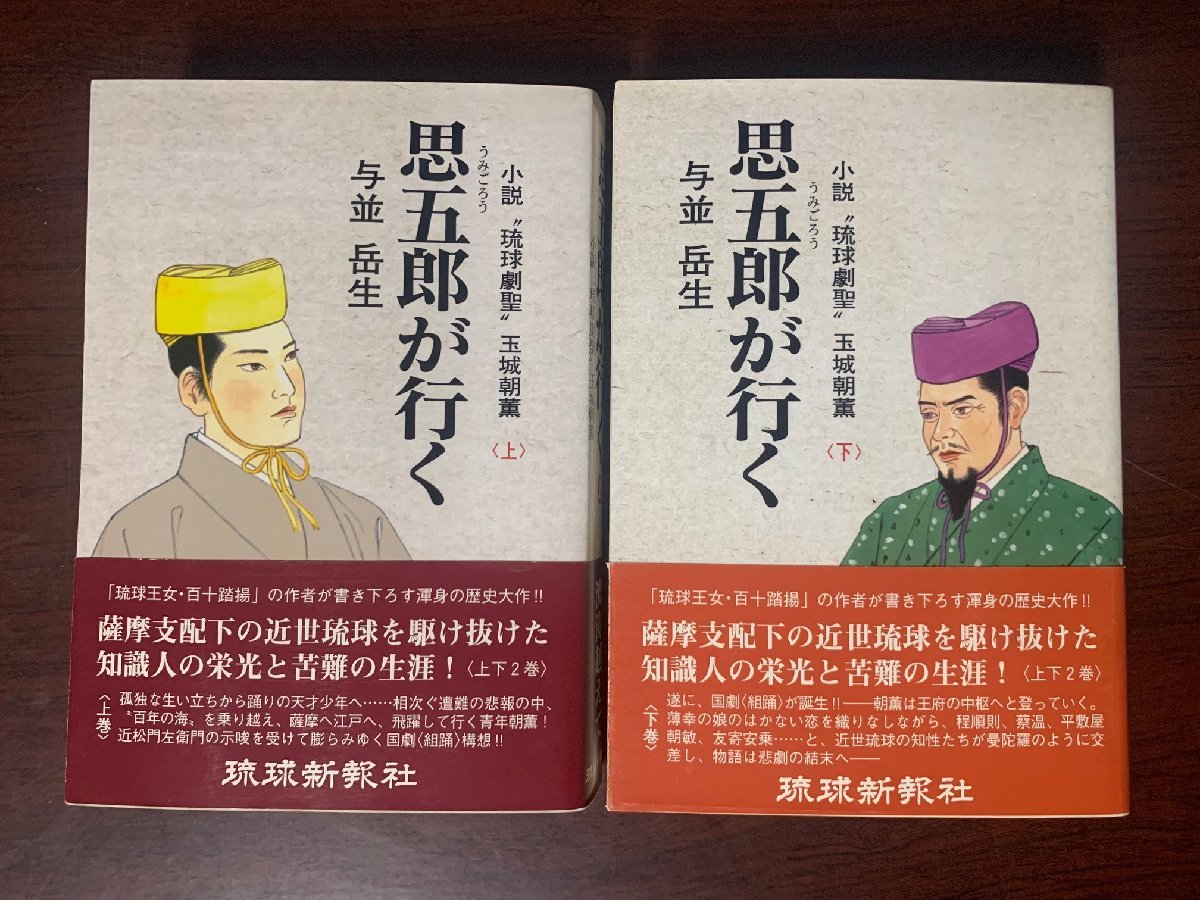 小説 〝琉球劇聖〟 玉城朝薫 〈上〉
思五郎が行く
うみごろう
与並 岳生
「琉球王女・百十踏揚」の作者が書き下ろす渾身の歴史大作!!
薩摩支配下の近世琉球を駆け抜けた
知識人の栄光と苦難の生涯！〈上下2巻〉
〈上巻〉
孤独な生い立ちから踊りの天才少年へ……相次ぐ遭難の悲報の中、
〝百年の海〟を乗り越え、薩摩へ江戸へ、飛躍して行く青年朝薫！
近松門左衛門の示唆を受けて膨らみゆく国劇〈組踊〉構想!!
琉球新報社
小説 〝琉球劇聖〟 玉城朝薫 〈下〉
思五郎が行く
うみごろう
与並 岳生
「琉球王女・百十踏揚」の作者が書き下ろす渾身の歴史大作!!
薩摩支配下の近世琉球を駆け抜けた
知識人の栄光と苦難の生涯！〈上下2巻〉
〈下巻〉
遂に、国劇〈組踊〉が誕生!!――朝薫は王府の中枢へと登っていく。
薄幸の娘のはかない恋を織りなしながら、程順則、蔡温、平敷屋
朝敏、友寄安乗……と、近世琉球の知性たちが曼陀羅のように交
差し、物語は悲劇の結末へ――
琉球新報社